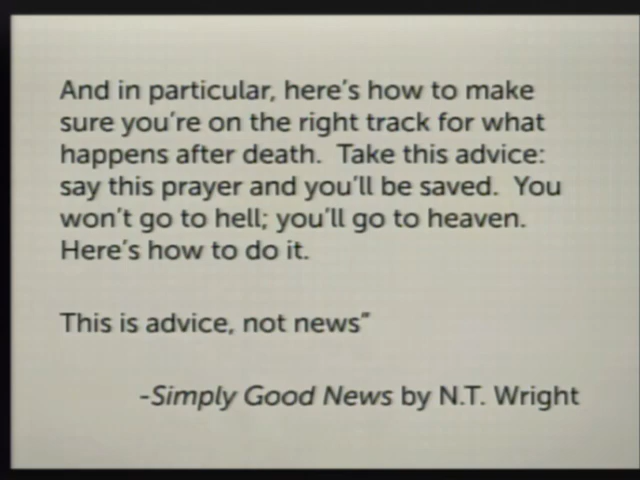 And in particular, here's how to make
sure you're on the right track for what
happens after death.  Take this advice:
say this prayer and you'll be saved.  You
won't go to hell; you'll go to heaven.
Here's how to do it.
This is advice, not news"
-Simply Good News by N.T. Wright